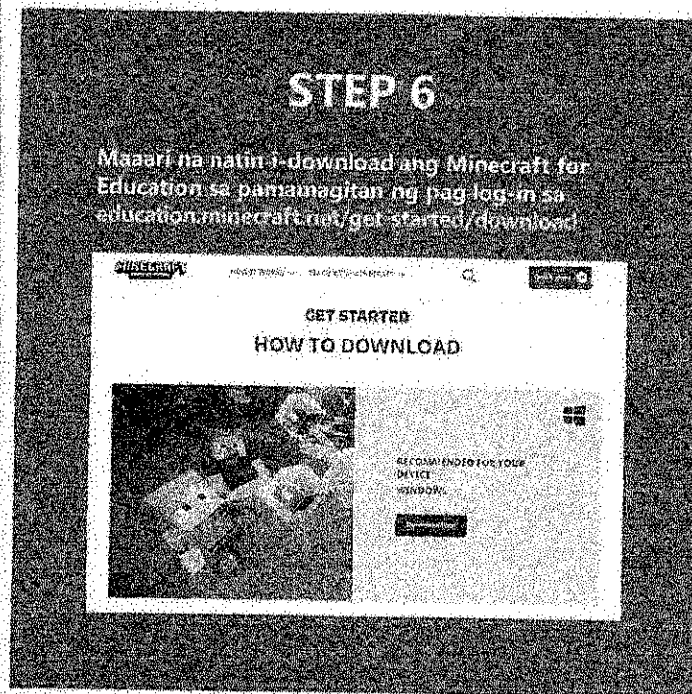 STEP 6
Maaari na natin i-download ang Minecraft for
Education sa pamamagitan ng pag log-in sa
education.minecraft.net/get-started/download
MINECRAFT
GET STARTED
HOW TO DOWNLOAD
RECOMMENDED FOR YOUR
DEVICE
WINDOWS